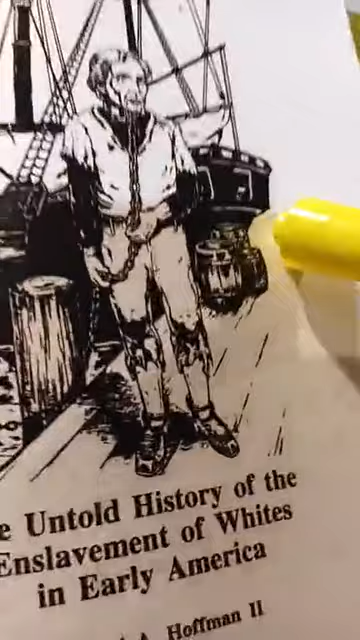 e Untold History of the
Enslavement of Whites
in Early America
A. Hoffman II